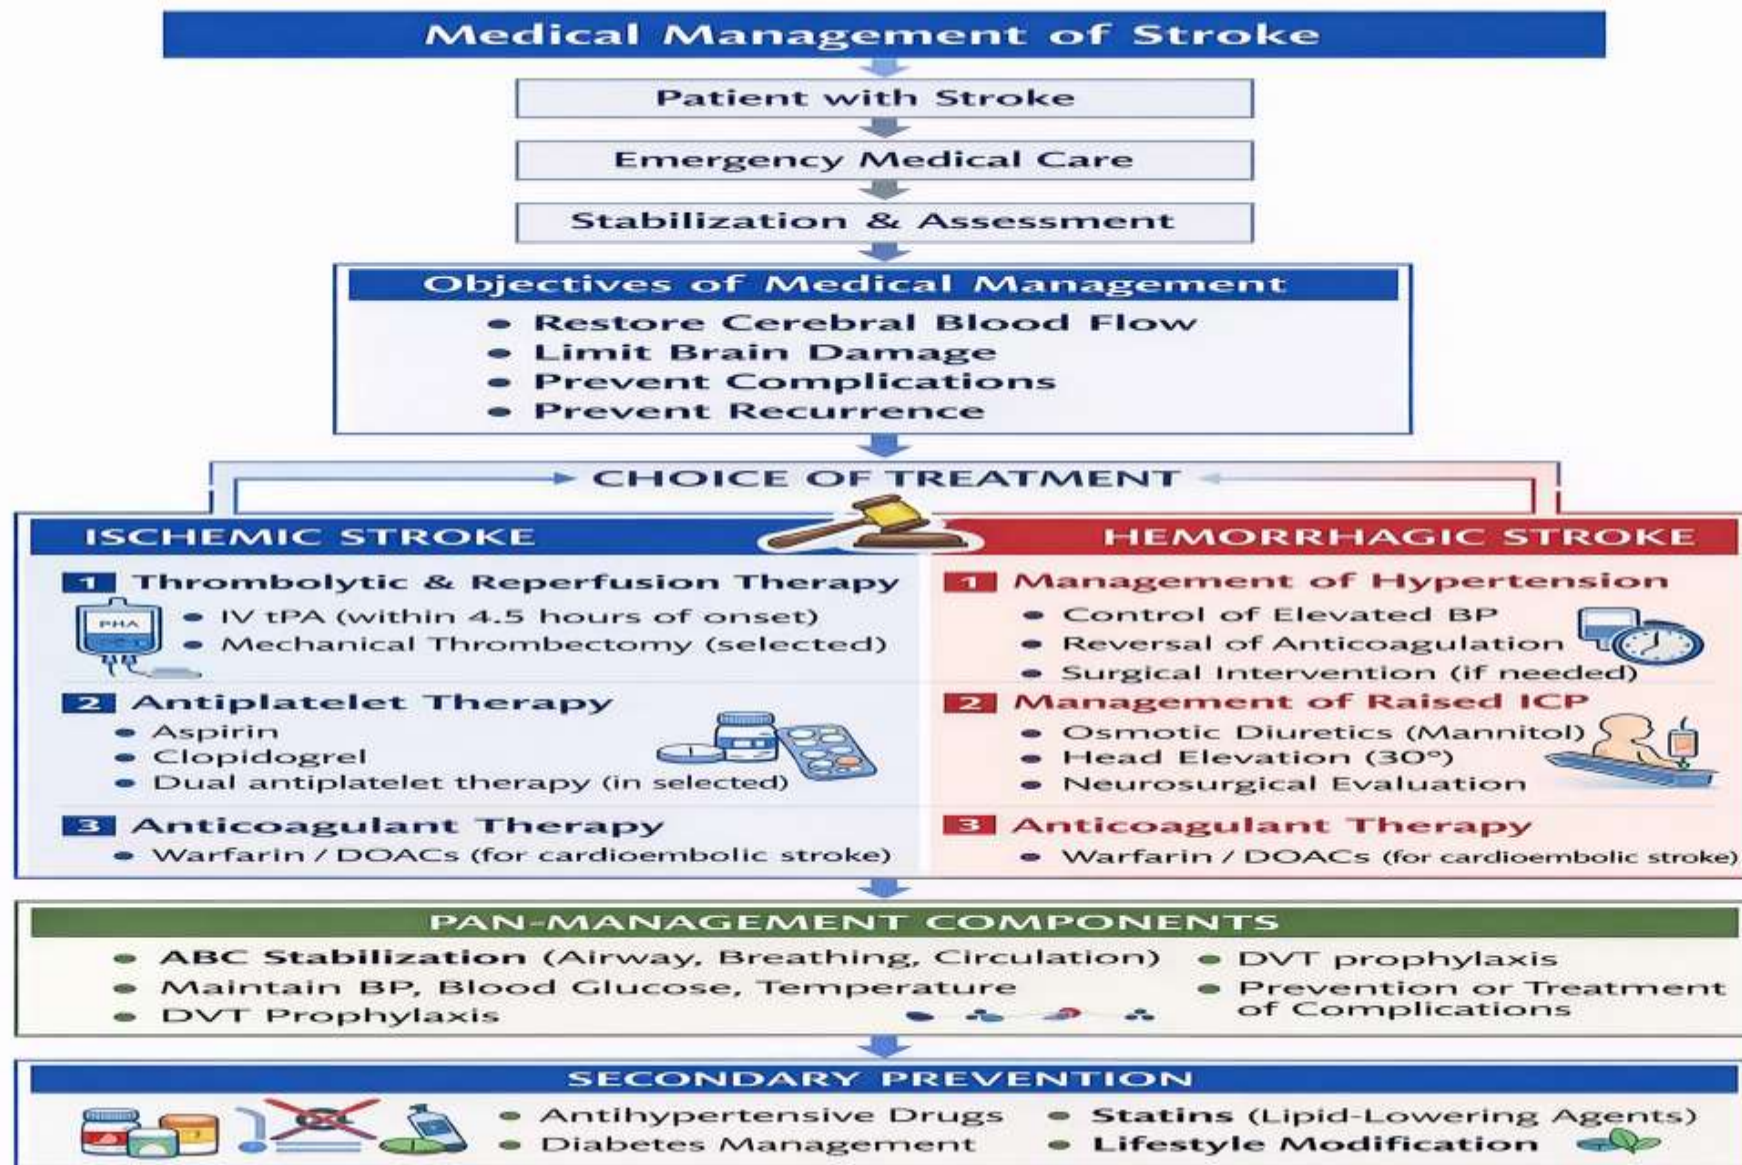 Medical Management of Stroke
Patient with Stroke
Emergency Medical Care
Stabilization & Assessment
Objectives of Medical Management
• Restore Cerebral Blood Flow
• Limit Brain Damage
• Prevent Complications
• Prevent Recurrence
CHOICE OF TREATMENT
ISCHEMIC STROKE
1 Thrombolytic & Reperfusion Therapy
PHA
• IV tPA (within 4.5 hours of onset)
• Mechanical Thrombectomy (selected)
2 Antiplatelet Therapy
• Aspirin
• Clopidogrel
• Dual antiplatelet therapy (in selected)
3 Anticoagulant Therapy
• Warfarin / DOACs (for cardioembolic stroke)
HEMORRHAGIC STROKE
1 Management of Hypertension
• Control of Elevated BP
• Reversal of Anticoagulation
• Surgical Intervention (if needed)
2 Management of Raised ICP
• Osmotic Diuretics (Mannitol)
• Head Elevation (30°)
• Neurosurgical Evaluation
3 Anticoagulant Therapy
• Warfarin / DOACs (for cardioembolic stroke)
PAN-MANAGEMENT COMPONENTS
• ABC Stabilization (Airway, Breathing, Circulation)
• Maintain BP, Blood Glucose, Temperature
• DVT Prophylaxis
• DVT prophylaxis
• Prevention or Treatment
of Complications
SECONDARY PREVENTION
• Antihypertensive Drugs
• Diabetes Management
• Statins (Lipid-Lowering Agents)
• Lifestyle Modification